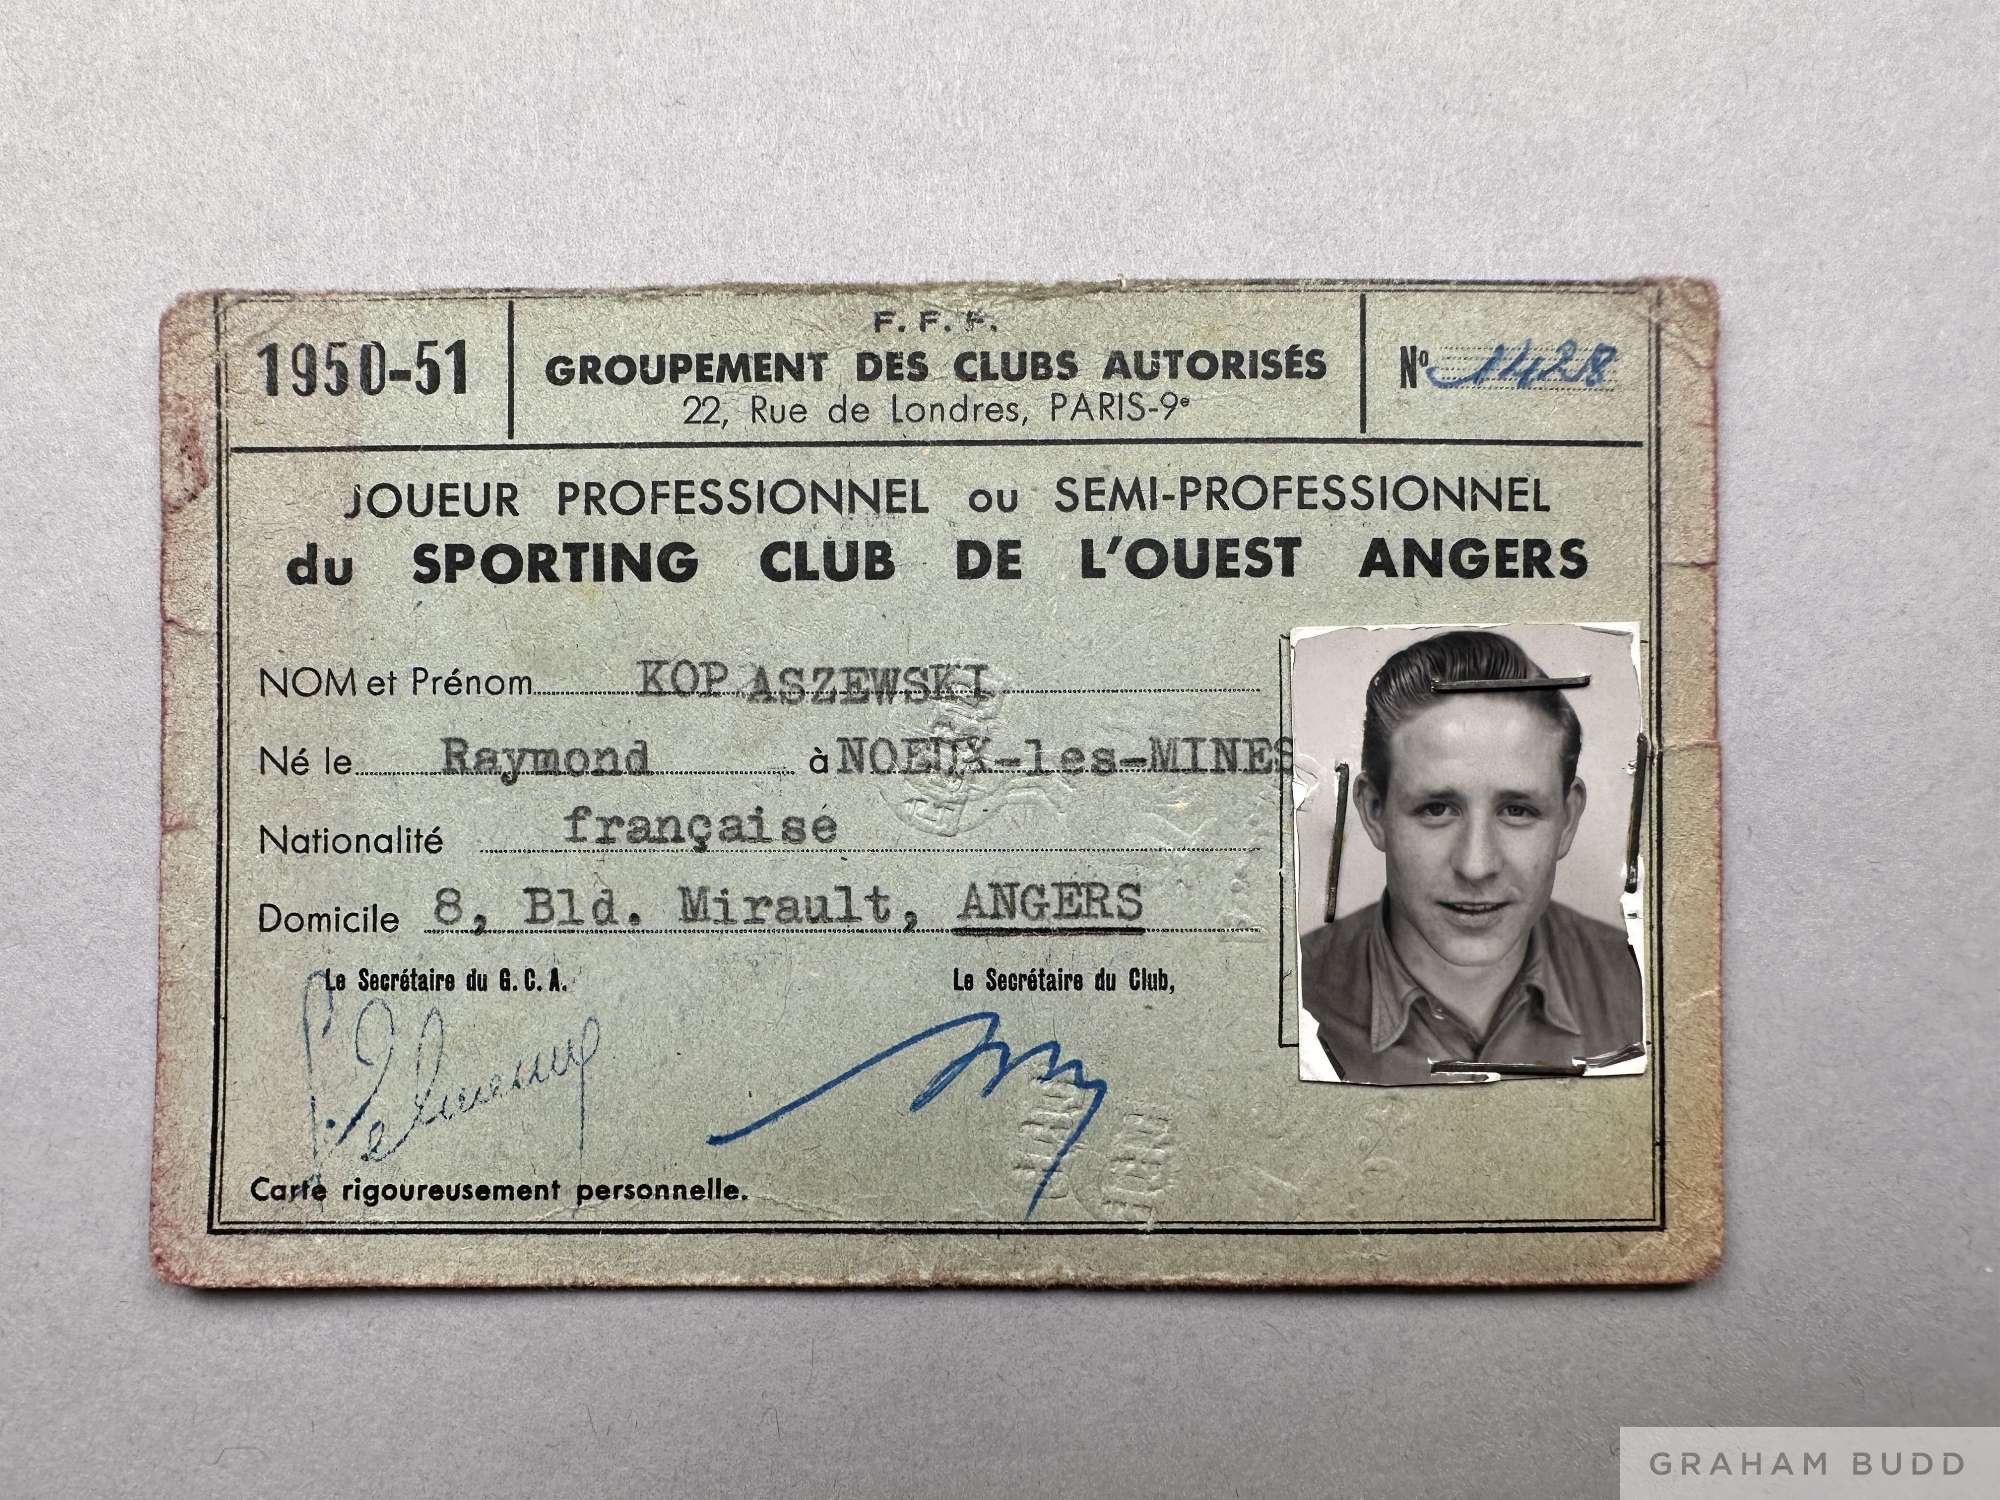 F. F. F.
1950-51
GROUPEMENT DES CLUBS AUTORISÉS
Nº 1428
22, Rue de Londres, PARIS-9e
JOUEUR PROFESSIONNEL ou SEMI-PROFESSIONNEL
du SPORTING CLUB DE L'OUEST ANGERS
NOM et Prénom KOPASZEWSKI
Né le Raymond à NOEUX-les-MINES
Nationalité française
Domicile 8, Bld. Mirault, ANGERS
Le Secrétaire du G.C.A.
Le Secrétaire du Club,
Carte rigoureusement personnelle.
GRAHAM BUDD